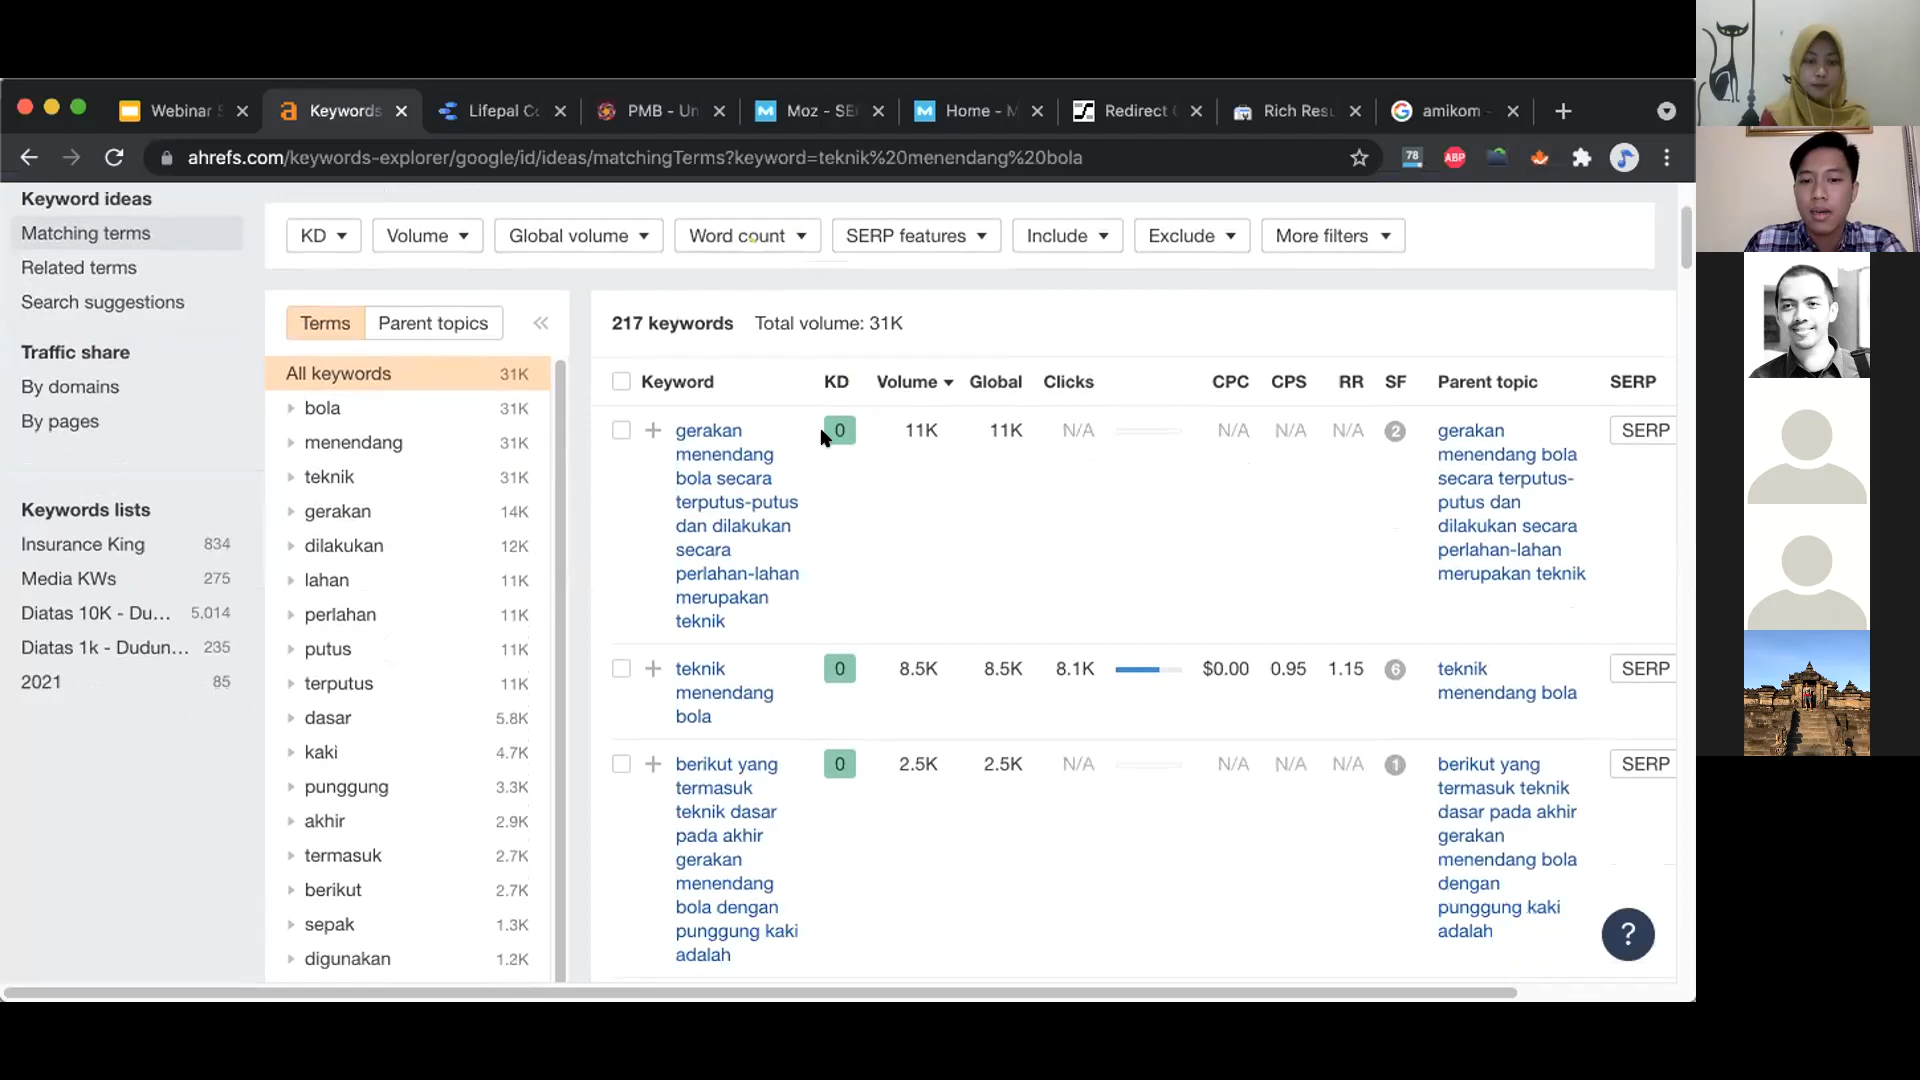 Webinar
Keywords
Lifepal Co
PMB - Un
Moz - SE
Home - M
Redirect
Rich Resu
amikom -
ahrefs.com/keywords-explorer/google/id/ideas/matchingTerms?keyword=teknik%20menendang%20bola
78
ABP
Keyword ideas
Matching terms
Related terms
Search suggestions
Traffic share
By domains
By pages
Keywords lists
Insurance King 834
Media KWs 275
Diatas 10K - Du... 5,014
Diatas 1k - Dudun... 235
2021 85
KD
Volume
Global volume
Word count
SERP features
Include
Exclude
More filters
Terms
Parent topics
All keywords 31K
bola 31K
menendang 31K
teknik 31K
gerakan 14K
dilakukan 12K
lahan 11K
perlahan 11K
putus 11K
terputus 11K
dasar 5.8K
kaki 4.7K
punggung 3.3K
akhir 2.9K
termasuk 2.7K
berikut 2.7K
sepak 1.3K
digunakan 1.2K
217 keywords Total volume: 31K
Keyword KD Volume Global Clicks CPC CPS RR SF Parent topic SERP
gerakan
menendang
bola secara
terputus-putus
dan dilakukan
secara
perlahan-lahan
merupakan
teknik
0 11K 11K N/A N/A N/A N/A 2
gerakan
menendang bola
secara terputus-
putus dan
dilakukan secara
perlahan-lahan
merupakan teknik
SERP
teknik
menendang
bola
0 8.5K 8.5K 8.1K $0.00 0.95 1.15 6
teknik
menendang bola
SERP
berikut yang
termasuk
teknik dasar
pada akhir
gerakan
menendang
bola dengan
punggung kaki
adalah
0 2.5K 2.5K N/A N/A N/A N/A 1
berikut yang
termasuk teknik
dasar pada akhir
gerakan
menendang bola
dengan
punggung kaki
adalah
SERP
?